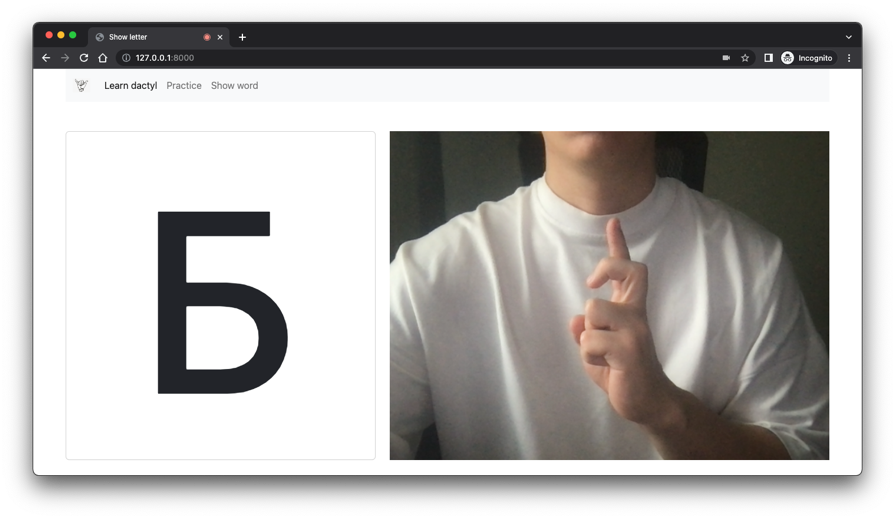 Show letter
127.0.0.1:8000
Incognito
Learn dactyl Practice Show word
Б